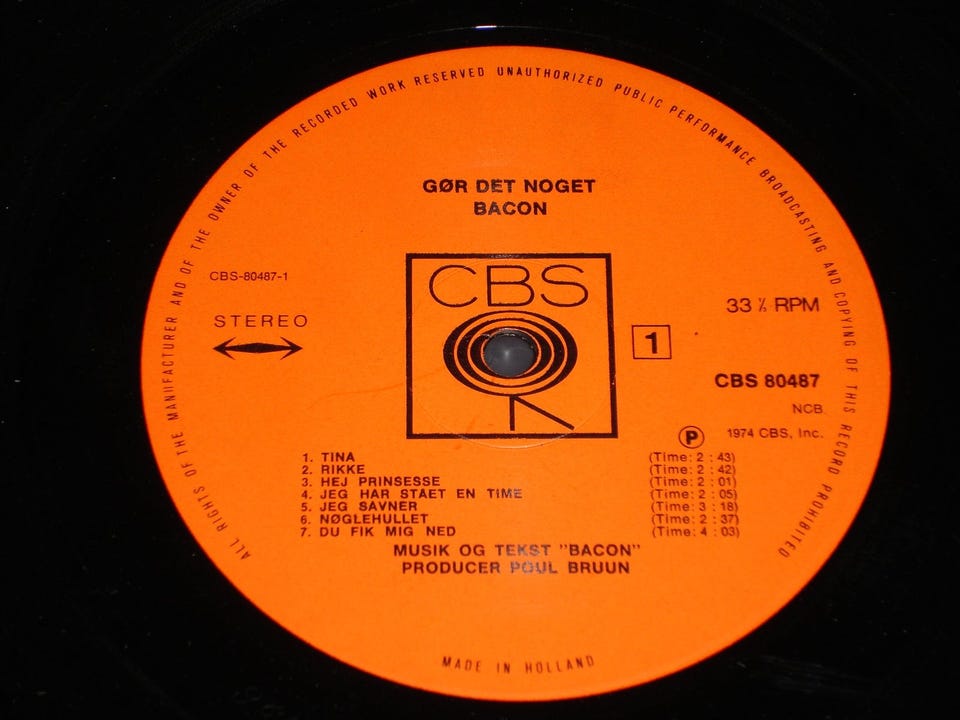 ALL RIGHTS OF THE MANUFACTURER AND OF THE OWNER OF THE RECORDED WORK RESERVED UNAUTHORIZED PUBLIC PERFORMANCE BROADCASTING AND COPYING OF THIS RECORD PROHIBITED
GØR DET NOGET
BACON
CBS
CBS-80487-1
STEREO
33 ⅓ RPM
1
CBS 80487
NCB
Ⓟ 1974 CBS, Inc.
1. TINA (Time: 2 : 43)
2. RIKKE (Time: 2 : 42)
3. HEJ PRINSESSE (Time: 2 : 01)
4. JEG HAR STÅET EN TIME (Time: 2 : 05)
5. JEG SAVNER (Time: 3 : 18)
6. NØGLEHULLET (Time: 2 : 37)
7. DU FIK MIG NED (Time: 4 : 03)
MUSIK OG TEKST "BACON"
PRODUCER POUL BRUUN
MADE IN HOLLAND